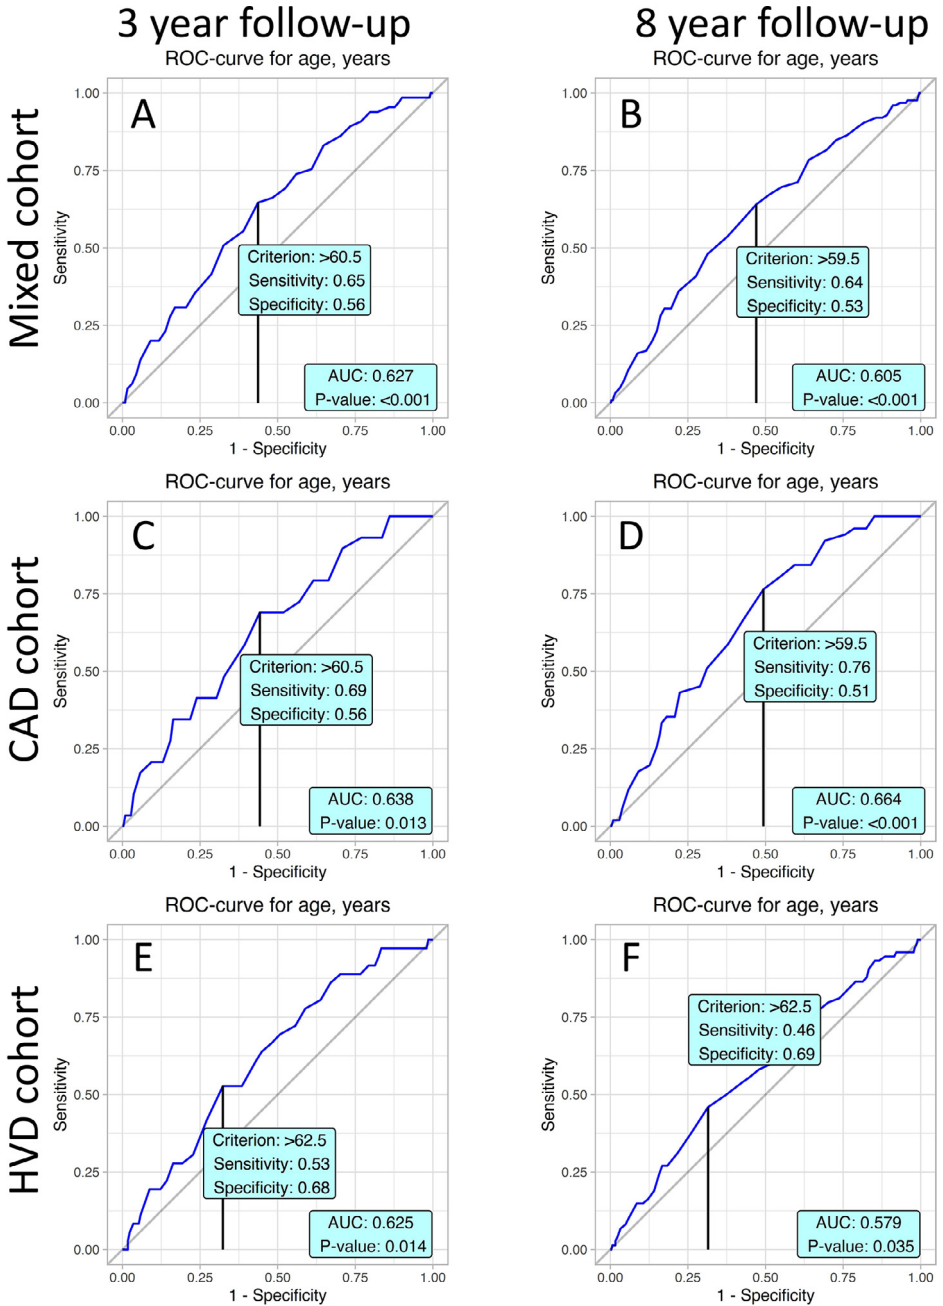 3 year follow-up
8 year follow-up
Mixed cohort
ROC-curve for age, years
A
1.00
0.75
0.50
0.25
0.00
Sensitivity
Criterion: >60.5
Sensitivity: 0.65
Specificity: 0.56
AUC: 0.627
P-value: <0.001
0.00 0.25 0.50 0.75 1.00
1 - Specificity
ROC-curve for age, years
B
1.00
0.75
0.50
0.25
0.00
Sensitivity
Criterion: >59.5
Sensitivity: 0.64
Specificity: 0.53
AUC: 0.605
P-value: <0.001
0.00 0.25 0.50 0.75 1.00
1 - Specificity
CAD cohort
ROC-curve for age, years
C
1.00
0.75
0.50
0.25
0.00
Sensitivity
Criterion: >60.5
Sensitivity: 0.69
Specificity: 0.56
AUC: 0.638
P-value: 0.013
0.00 0.25 0.50 0.75 1.00
1 - Specificity
ROC-curve for age, years
D
1.00
0.75
0.50
0.25
0.00
Sensitivity
Criterion: >59.5
Sensitivity: 0.76
Specificity: 0.51
AUC: 0.664
P-value: <0.001
0.00 0.25 0.50 0.75 1.00
1 - Specificity
HVD cohort
ROC-curve for age, years
E
1.00
0.75
0.50
0.25
0.00
Sensitivity
Criterion: >62.5
Sensitivity: 0.53
Specificity: 0.68
AUC: 0.625
P-value: 0.014
0.00 0.25 0.50 0.75 1.00
1 - Specificity
ROC-curve for age, years
F
1.00
0.75
0.50
0.25
0.00
Sensitivity
Criterion: >62.5
Sensitivity: 0.46
Specificity: 0.69
AUC: 0.579
P-value: 0.035
0.00 0.25 0.50 0.75 1.00
1 - Specificity